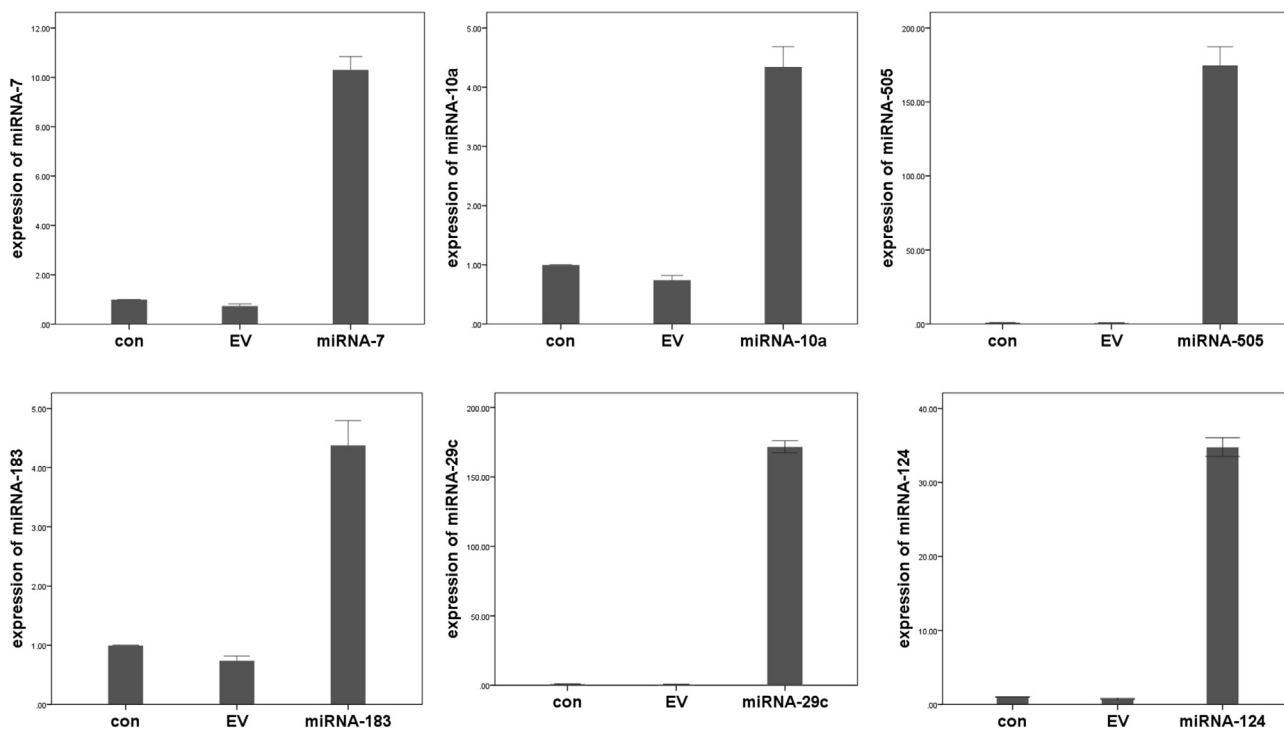 expression of miRNA-7
12.00
10.00
8.00
6.00
4.00
2.00
.00
con EV miRNA-7
expression of miRNA-10a
5.00
4.00
3.00
2.00
1.00
.00
con EV miRNA-10a
expression of miRNA-505
200.00
150.00
100.00
50.00
.00
con EV miRNA-505
expression of miRNA-183
5.00
4.00
3.00
2.00
1.00
.00
con EV miRNA-183
expression of miRNA-29c
200.00
150.00
100.00
50.00
.00
con EV miRNA-29c
expression of miRNA-124
40.00
30.00
20.00
10.00
.00
con EV miRNA-124